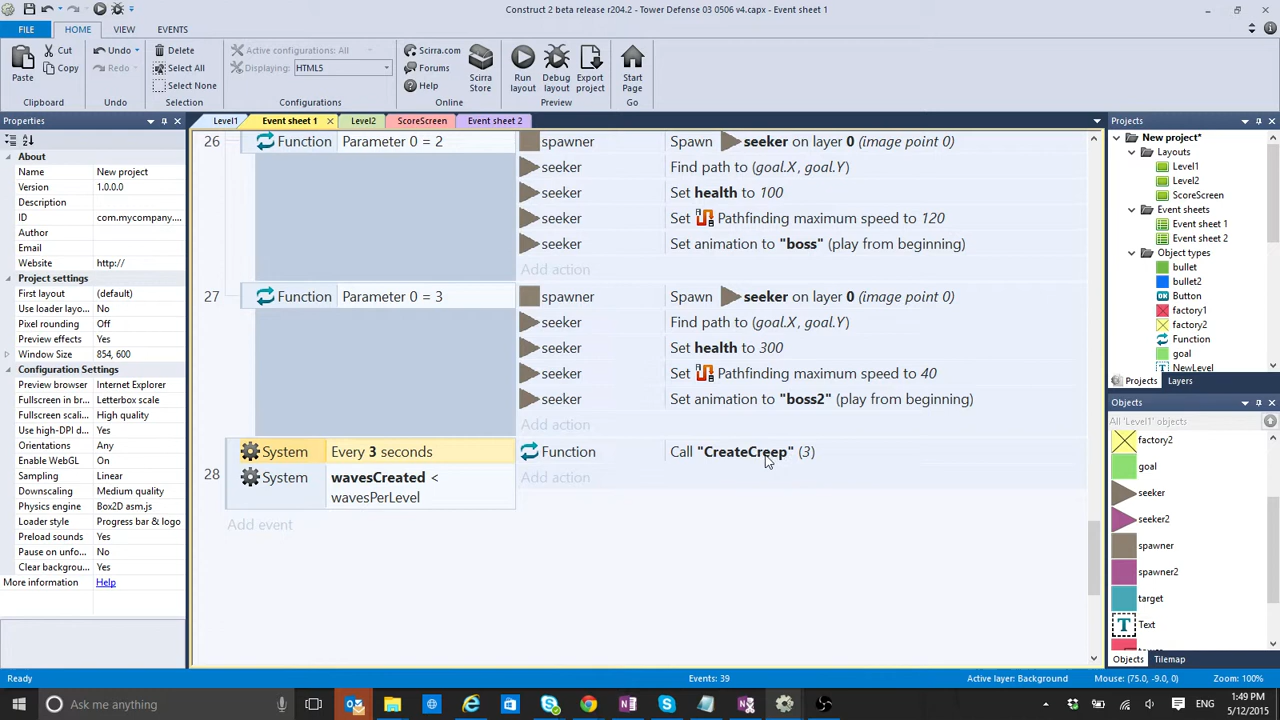 Construct 2 beta release r204.2 - Tower Defense 03 0506 v4.capx - Event sheet 1
FILE HOME VIEW EVENTS
Paste Cut Copy Clipboard
Undo Redo Undo
Delete Select All Select None Selection
Active configurations: All
Displaying: HTML5
Configurations
Scirra.com Forums Help Scirra Store Online
Run layout Debug layout Export project Preview
Start Page Go
Properties
Level1 Event sheet 1 Level2 ScoreScreen Event sheet 2
Projects
About
Name New project
Version 1.0.0.0
Description
ID com.mycompany....
Author
Email
Website http://
Project settings
First layout (default)
Use loader layo... No
Pixel rounding Off
Preview effects Yes
Window Size 854, 600
Configuration Settings
Preview browser Internet Explorer
Fullscreen in bro... Letterbox scale
Fullscreen scali... High quality
Use high-DPI d... Yes
Orientations Any
Enable WebGL On
Sampling Linear
Physics engine Box2D asm.js
Loader style Progress bar & logo
Preload sounds Yes
Pause on unfo... No
Clear backgrou... Yes
More information Help
26 Function Parameter 0 = 2
spawner Spawn seeker on layer 0 (image point 0)
seeker Find path to (goal.X, goal.Y)
seeker Set health to 100
seeker Set Pathfinding maximum speed to 120
seeker Set animation to "boss" (play from beginning)
Add action
27 Function Parameter 0 = 3
spawner Spawn seeker on layer 0 (image point 0)
seeker Find path to (goal.X, goal.Y)
seeker Set health to 300
seeker Set Pathfinding maximum speed to 40
seeker Set animation to "boss2" (play from beginning)
Add action
28 System Every 3 seconds
Function Call "CreateCreep" (3)
System wavesCreated <
wavesPerLevel
Add action
Add event
New project*
Layouts
Level1
Level2
ScoreScreen
Event sheets
Event sheet 1
Event sheet 2
Object types
bullet
bullet2
Button
factory1
factory2
Function
goal
NewLevel
Projects Layers
Objects
All 'Level1' objects
factory2
goal
seeker
seeker2
spawner
spawner2
target
Text
Objects Tilemap
Ready Events: 39 Active layer: Background Mouse: (75.0, -9.0, 0) Zoom: 100%
Ask me anything
ENG
1:49 PM
5/12/2015